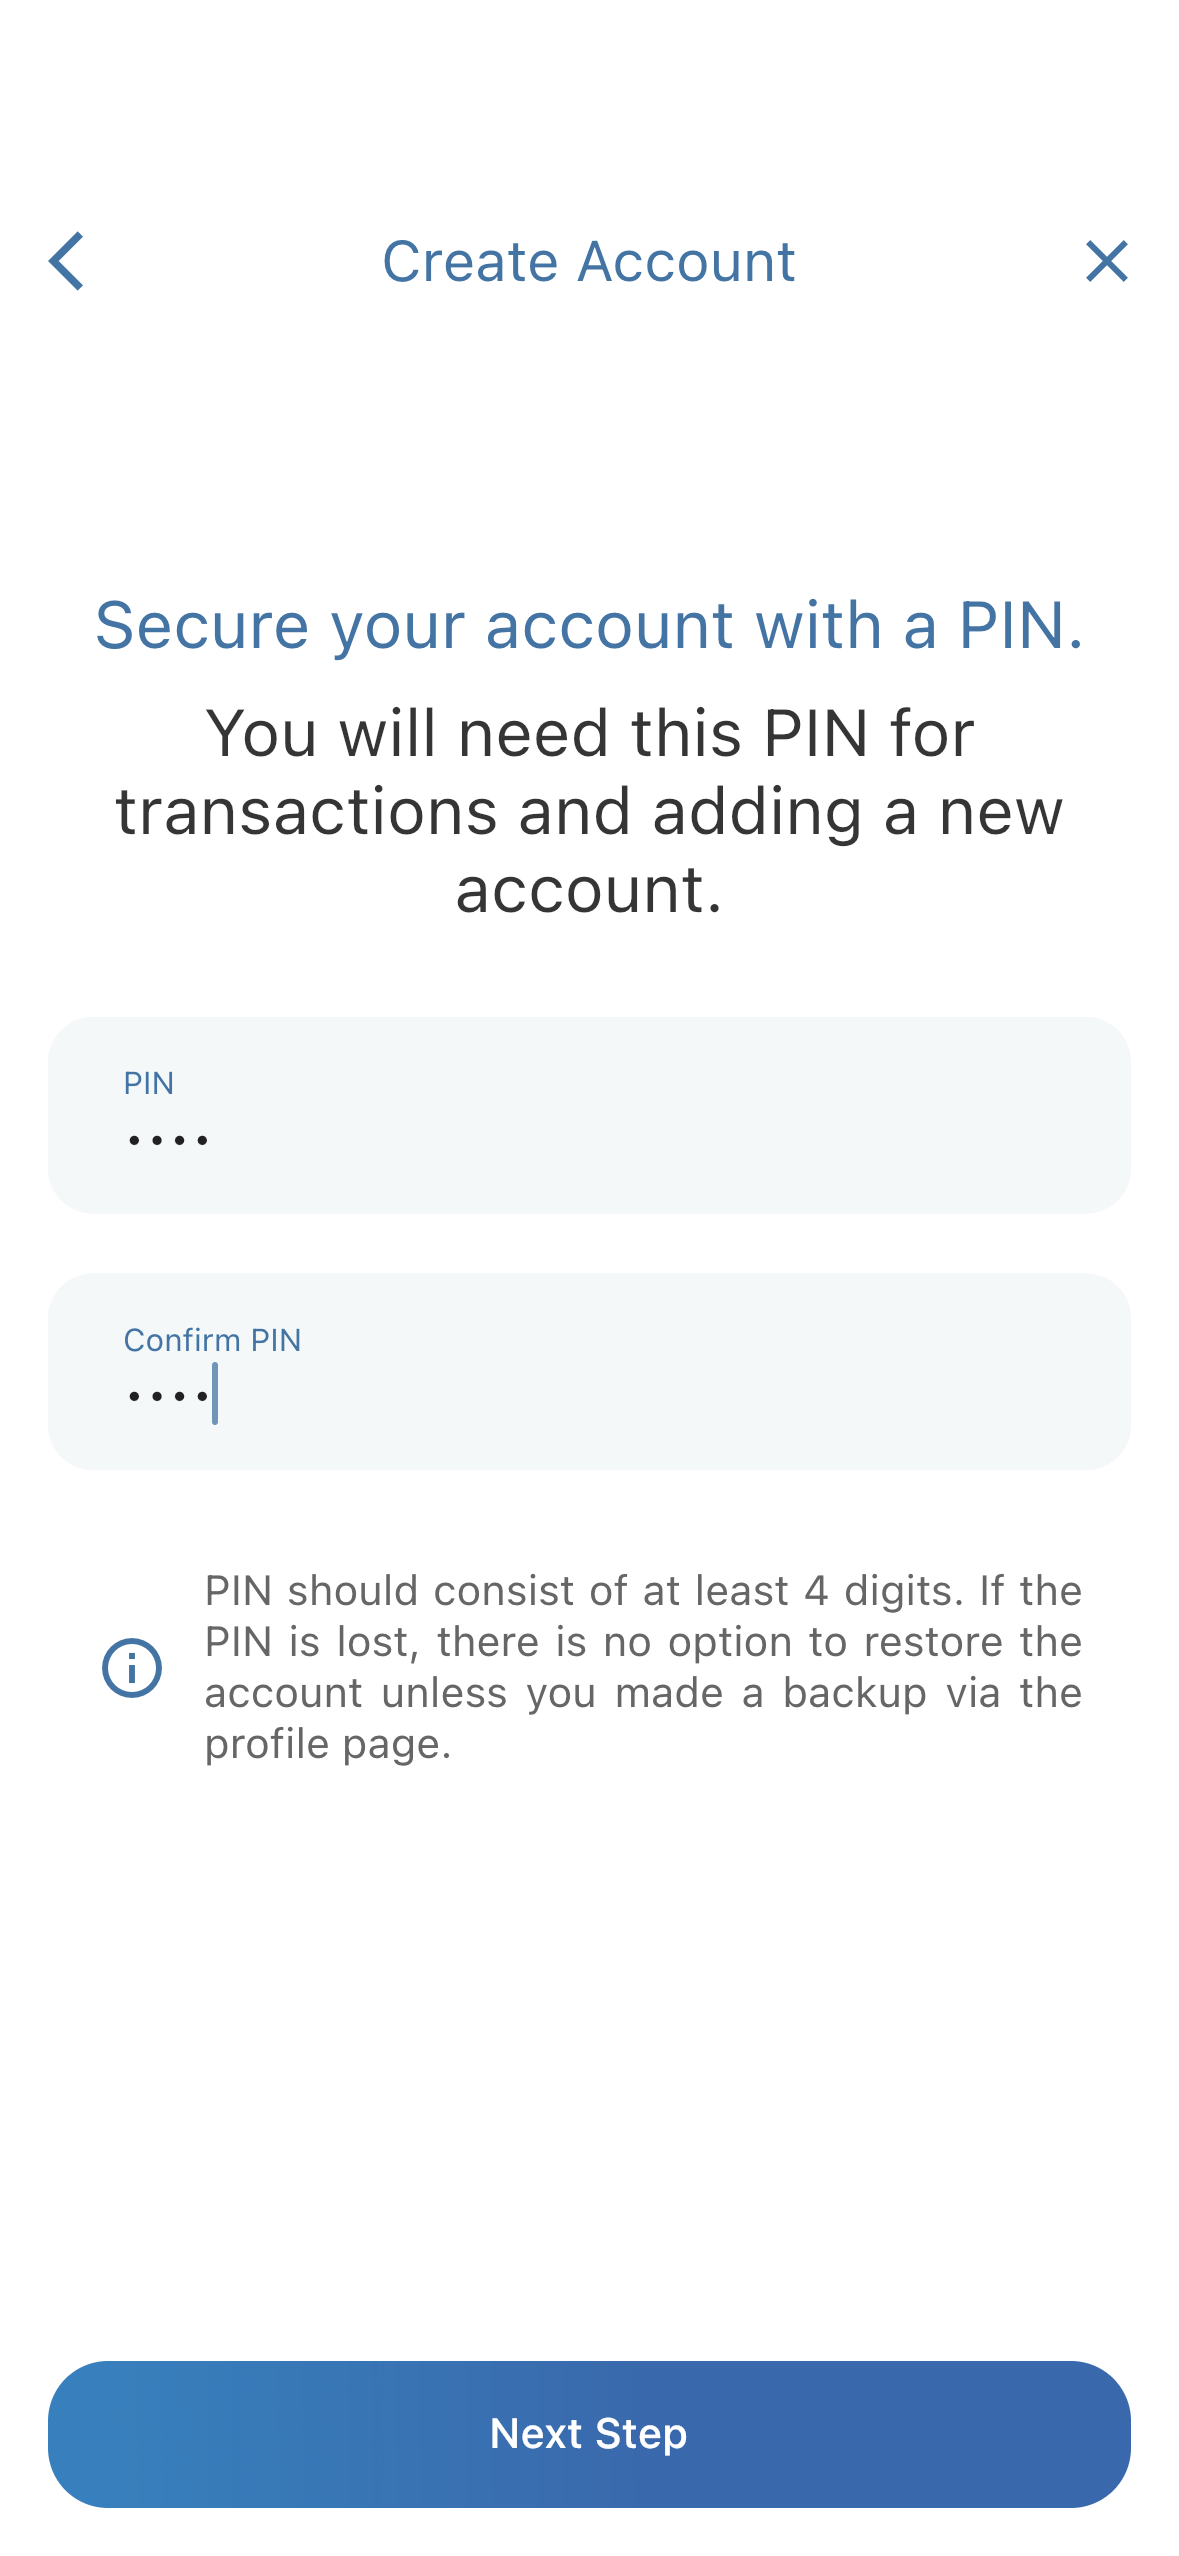 Create Account
Secure your account with a PIN.
You will need this PIN for
transactions and adding a new
account.
PIN
••••
Confirm PIN
••••
PIN should consist of at least 4 digits. If the
PIN is lost, there is no option to restore the
account unless you made a backup via the
profile page.
Next Step